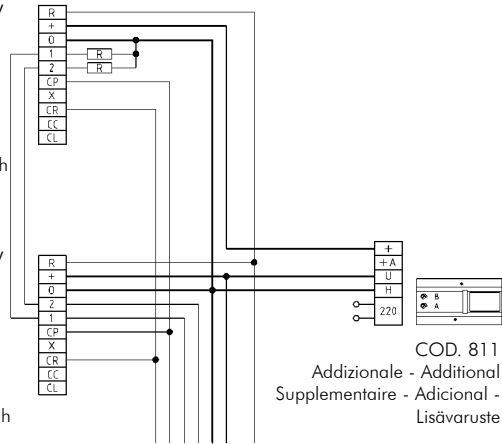 y
R
+
0
1
2
CP
X
CR
CC
CL
R
R
h
y
R
+
0
2
1
CP
X
CR
CC
CL
h
+
+A
U
H
220
B
A
COD. 811
Addizionale - Additional
Supplementaire - Adicional -
Lisävaruste